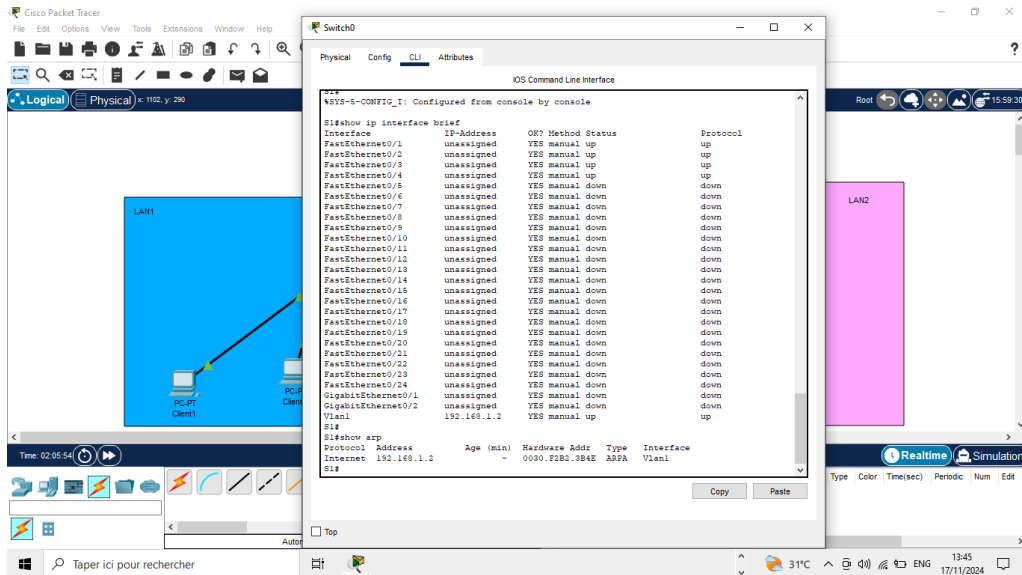 Cisco Packet Tracer
File Edit Options View Tools Extensions Window Help
Logical Physical x: 1102, y: 290
Root 15:59:30
LAN1
PC-PT
Client1
PC-P
Client
LAN2
Time: 02:05:54
Realtime Simulation
Type Color Time(sec) Periodic Num Edit
Autor
Switch0
Physical Config CLI Attributes
IOS Command Line Interface
S1#
%SYS-5-CONFIG_I: Configured from console by console
S1#show ip interface brief
Interface IP-Address OK? Method Status Protocol
FastEthernet0/1 unassigned YES manual up up
FastEthernet0/2 unassigned YES manual up up
FastEthernet0/3 unassigned YES manual up up
FastEthernet0/4 unassigned YES manual up up
FastEthernet0/5 unassigned YES manual down down
FastEthernet0/6 unassigned YES manual down down
FastEthernet0/7 unassigned YES manual down down
FastEthernet0/8 unassigned YES manual down down
FastEthernet0/9 unassigned YES manual down down
FastEthernet0/10 unassigned YES manual down down
FastEthernet0/11 unassigned YES manual down down
FastEthernet0/12 unassigned YES manual down down
FastEthernet0/13 unassigned YES manual down down
FastEthernet0/14 unassigned YES manual down down
FastEthernet0/15 unassigned YES manual down down
FastEthernet0/16 unassigned YES manual down down
FastEthernet0/17 unassigned YES manual down down
FastEthernet0/18 unassigned YES manual down down
FastEthernet0/19 unassigned YES manual down down
FastEthernet0/20 unassigned YES manual down down
FastEthernet0/21 unassigned YES manual down down
FastEthernet0/22 unassigned YES manual down down
FastEthernet0/23 unassigned YES manual down down
FastEthernet0/24 unassigned YES manual down down
GigabitEthernet0/1 unassigned YES manual down down
GigabitEthernet0/2 unassigned YES manual down down
Vlan1 192.168.1.2 YES manual up up
S1#
S1#show arp
Protocol Address Age (min) Hardware Addr Type Interface
Internet 192.168.1.2 - 0030.F2B2.3B4E ARPA Vlan1
S1#
Copy Paste
Top
Taper ici pour rechercher
31°C ENG 13:45
17/11/2024